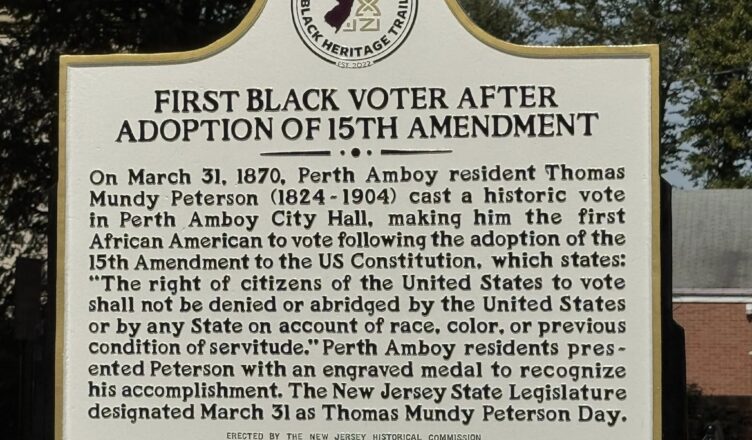 BLACK HERITAGE TRAIL
EST. 2022
FIRST BLACK VOTER AFTER
ADOPTION OF 15TH AMENDMENT
On March 31, 1870, Perth Amboy resident Thomas
Mundy Peterson (1824-1904) cast a historic vote
in Perth Amboy City Hall, making him the first
African American to vote following the adoption of the
15th Amendment to the US Constitution, which states:
"The right of citizens of the United States to vote
shall not be denied or abridged by the United States
or by any State on account of race, color, or previous
condition of servitude." Perth Amboy residents pres-
ented Peterson with an engraved medal to recognize
his accomplishment. The New Jersey State Legislature
designated March 31 as Thomas Mundy Peterson Day.
ERECTED BY THE NEW JERSEY HISTORICAL COMMISSION